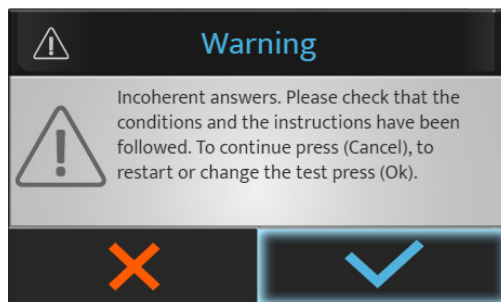 Warning
Incoherent answers. Please check that the
conditions and the instructions have been
followed. To continue press (Cancel), to
restart or change the test press (Ok).